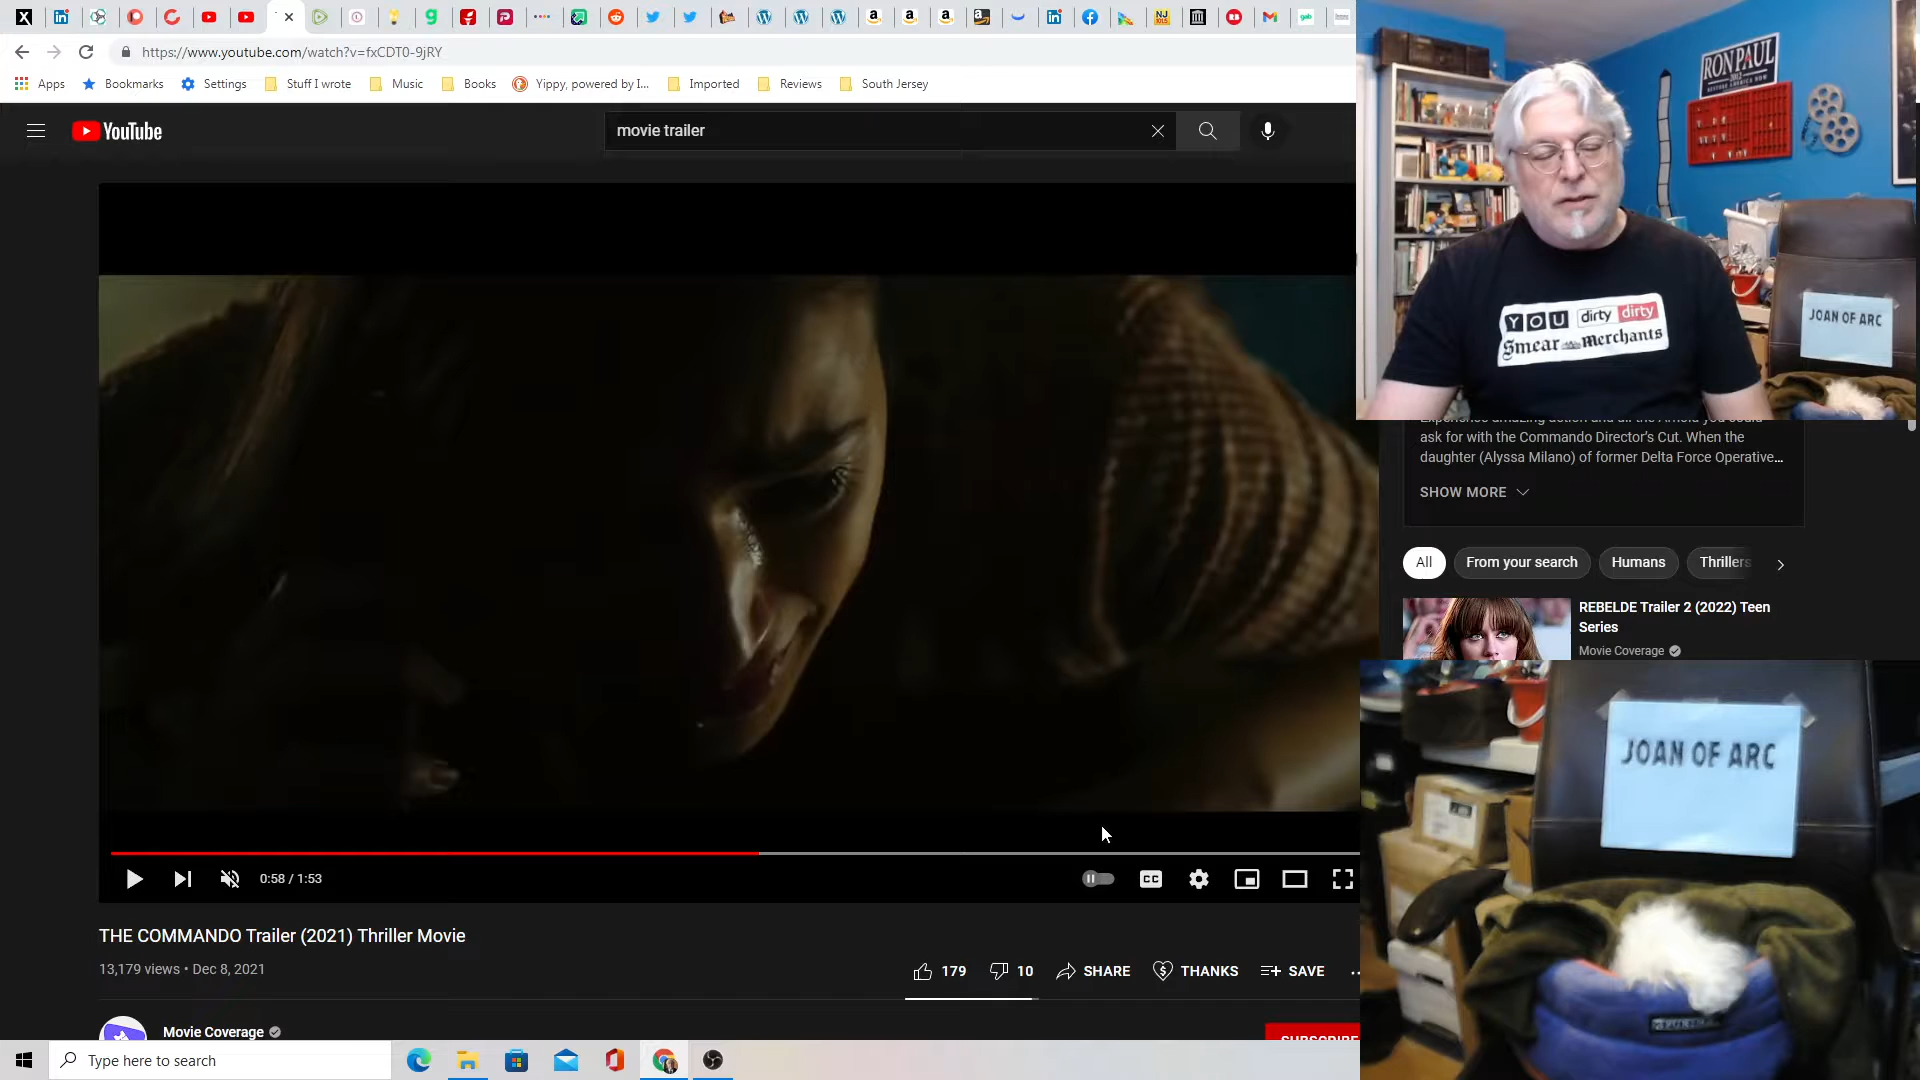 https://www.youtube.com/watch?v=fxCDT0-9jRY
Apps
Bookmarks
Settings
Stuff I wrote
Music
Books
Yippy, powered by I...
Imported
Reviews
South Jersey
YouTube
movie trailer
RON PAUL
YOU dirty dirty
Smear Merchants
JOAN OF ARC
ask for with the Commando Director's Cut. When the
daughter (Alyssa Milano) of former Delta Force Operative...
SHOW MORE
All
From your search
Humans
Thrillers
REBELDE Trailer 2 (2022) Teen
Series
Movie Coverage
JOAN OF ARC
0:58 / 1:53
CC
THE COMMANDO Trailer (2021) Thriller Movie
13,179 views • Dec 8, 2021
179
10
SHARE
THANKS
SAVE
Movie Coverage
Type here to search